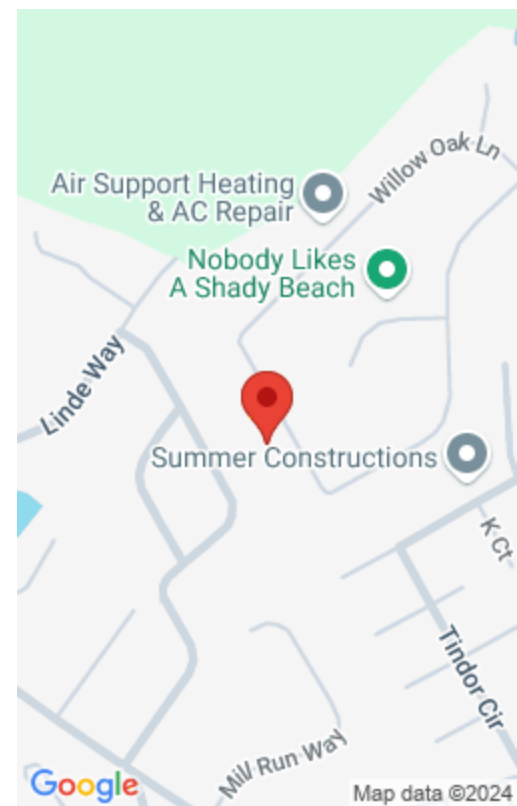 Willow Oak Ln
Air Support Heating
& AC Repair
Nobody Likes
A Shady Beach
Linde Way
Summer Constructions
K Ct
Tindor Cir
Mill Run Way
Google
Map data ©2024